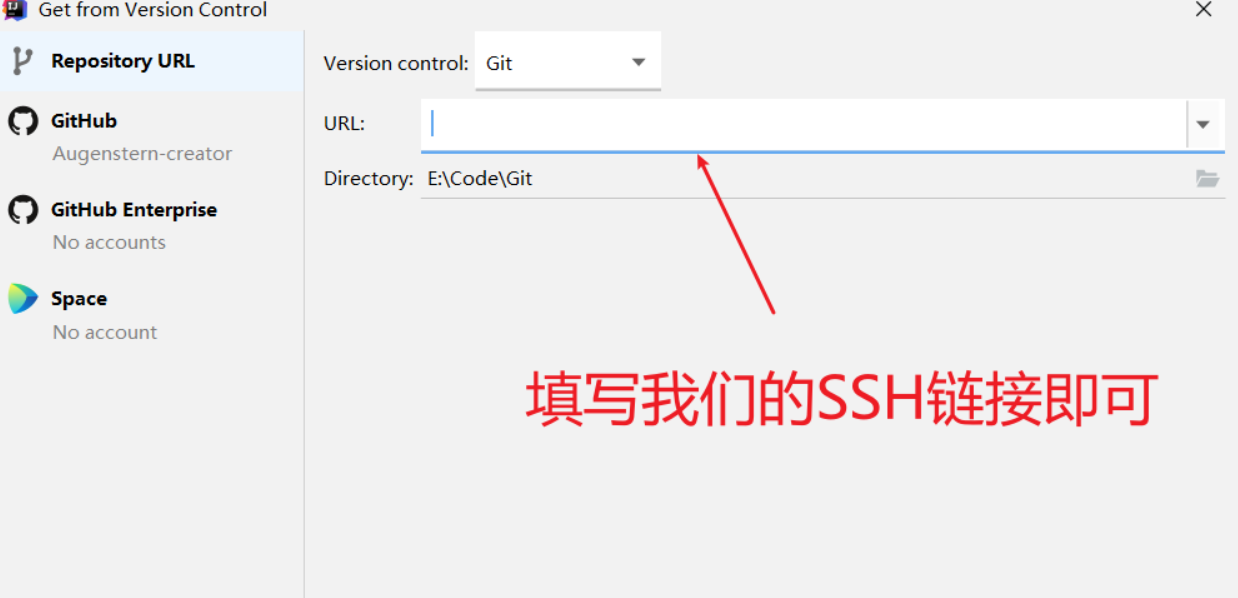 Get from Version Control
Repository URL
GitHub
Augenstern-creator
GitHub Enterprise
No accounts
Space
No account
Version control: Git
URL:
Directory: E:\Code\Git
填写我们的SSH链接即可